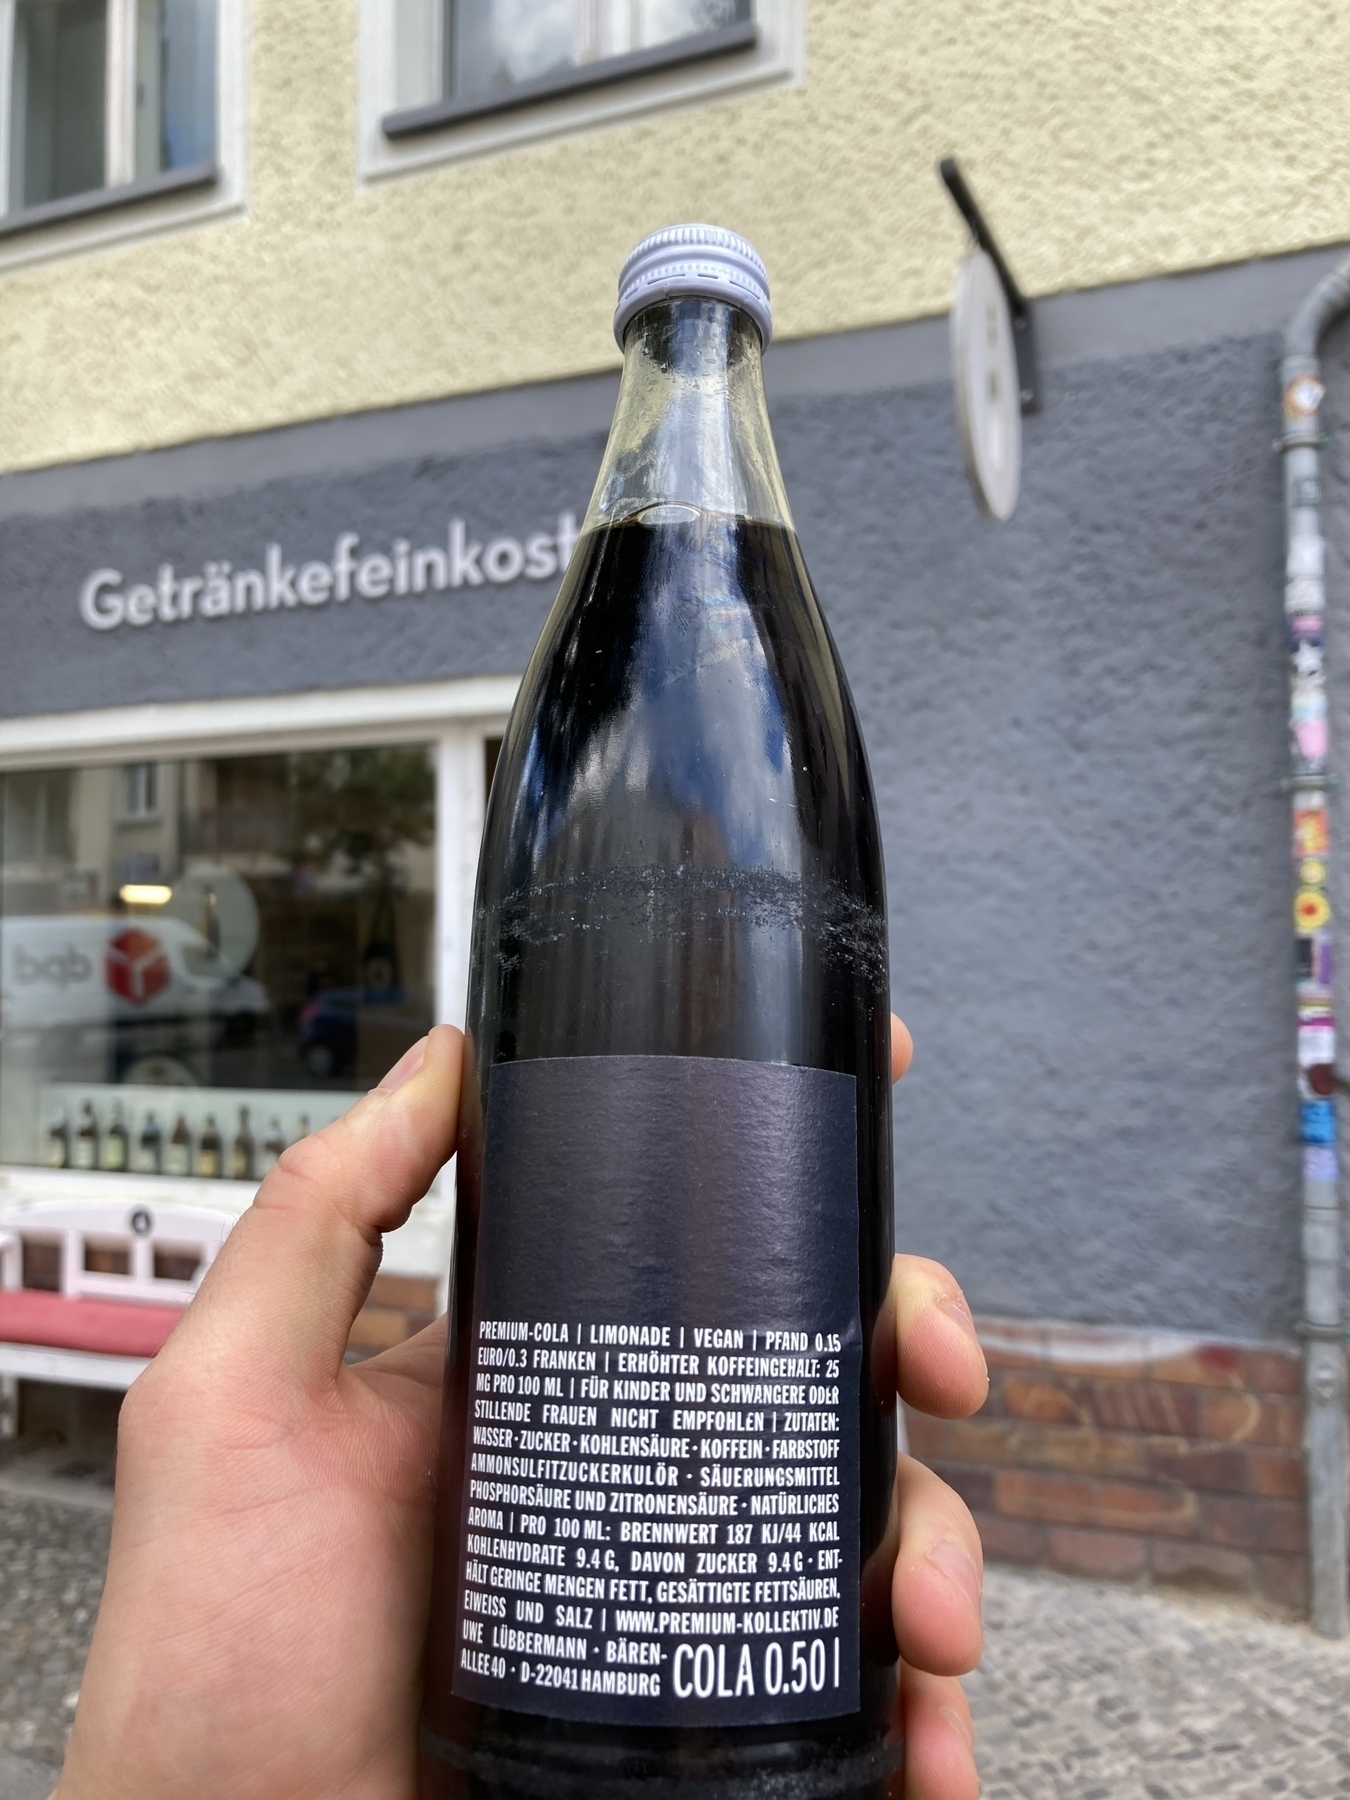 Getränkefeinkost
dpd
PREMIUM-COLA | LIMONADE | VEGAN | PFAND 0.15
EURO/0.3 FRANKEN | ERHÖHTER KOFFEINGEHALT: 25
MG PRO 100 ML | FÜR KINDER UND SCHWANGERE ODER
STILLENDE FRAUEN NICHT EMPFOHLEN | ZUTATEN:
WASSER · ZUCKER · KOHLENSÄURE · KOFFEIN · FARBSTOFF
AMMONSULFITZUCKERKULÖR · SÄUERUNGSMITTEL
PHOSPHORSÄURE UND ZITRONENSÄURE · NATÜRLICHES
AROMA | PRO 100 ML: BRENNWERT 187 KJ/44 KCAL
KOHLENHYDRATE 9.4 G, DAVON ZUCKER 9.4 G · ENT-
HÄLT GERINGE MENGEN FETT, GESÄTTIGTE FETTSÄUREN,
EIWEISS UND SALZ | WWW.PREMIUM-KOLLEKTIV.DE
UWE LÜBBERMANN · BÄREN-
ALLEE 40 · D-22041 HAMBURG
COLA 0.50 l